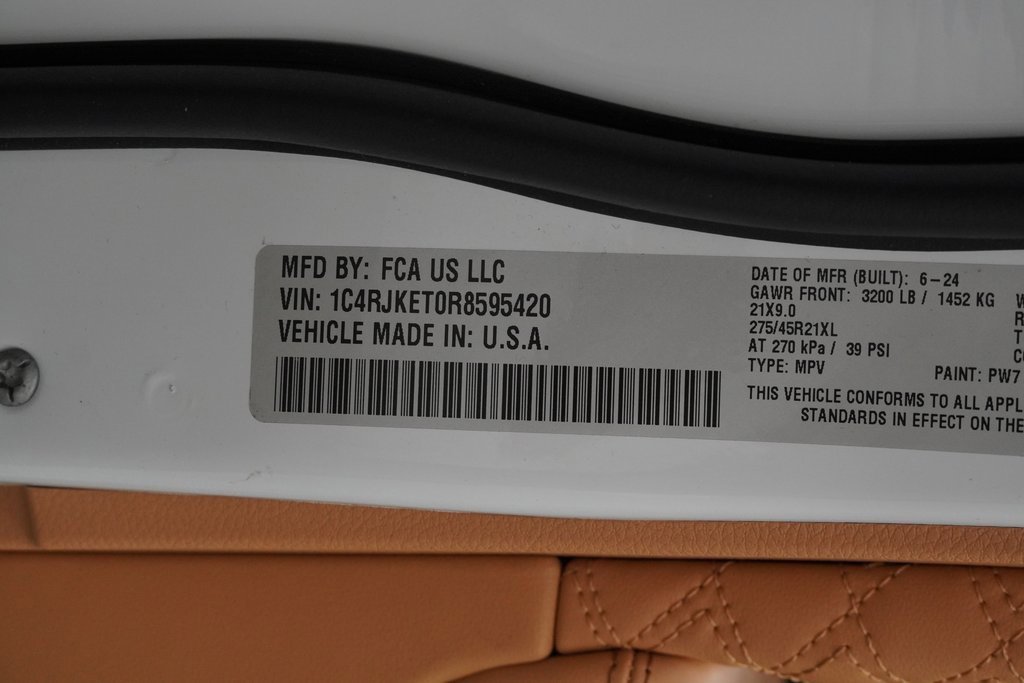 MFD BY: FCA US LLC
VIN: 1C4RJKET0R8595420
VEHICLE MADE IN: U.S.A.
DATE OF MFR (BUILT): 6-24
GAWR FRONT: 3200 LB / 1452 KG
21X9.0
275/45R21XL
AT 270 kPa / 39 PSI
TYPE: MPV PAINT: PW7
THIS VEHICLE CONFORMS TO ALL
STANDARDS IN EFFECT ON THE